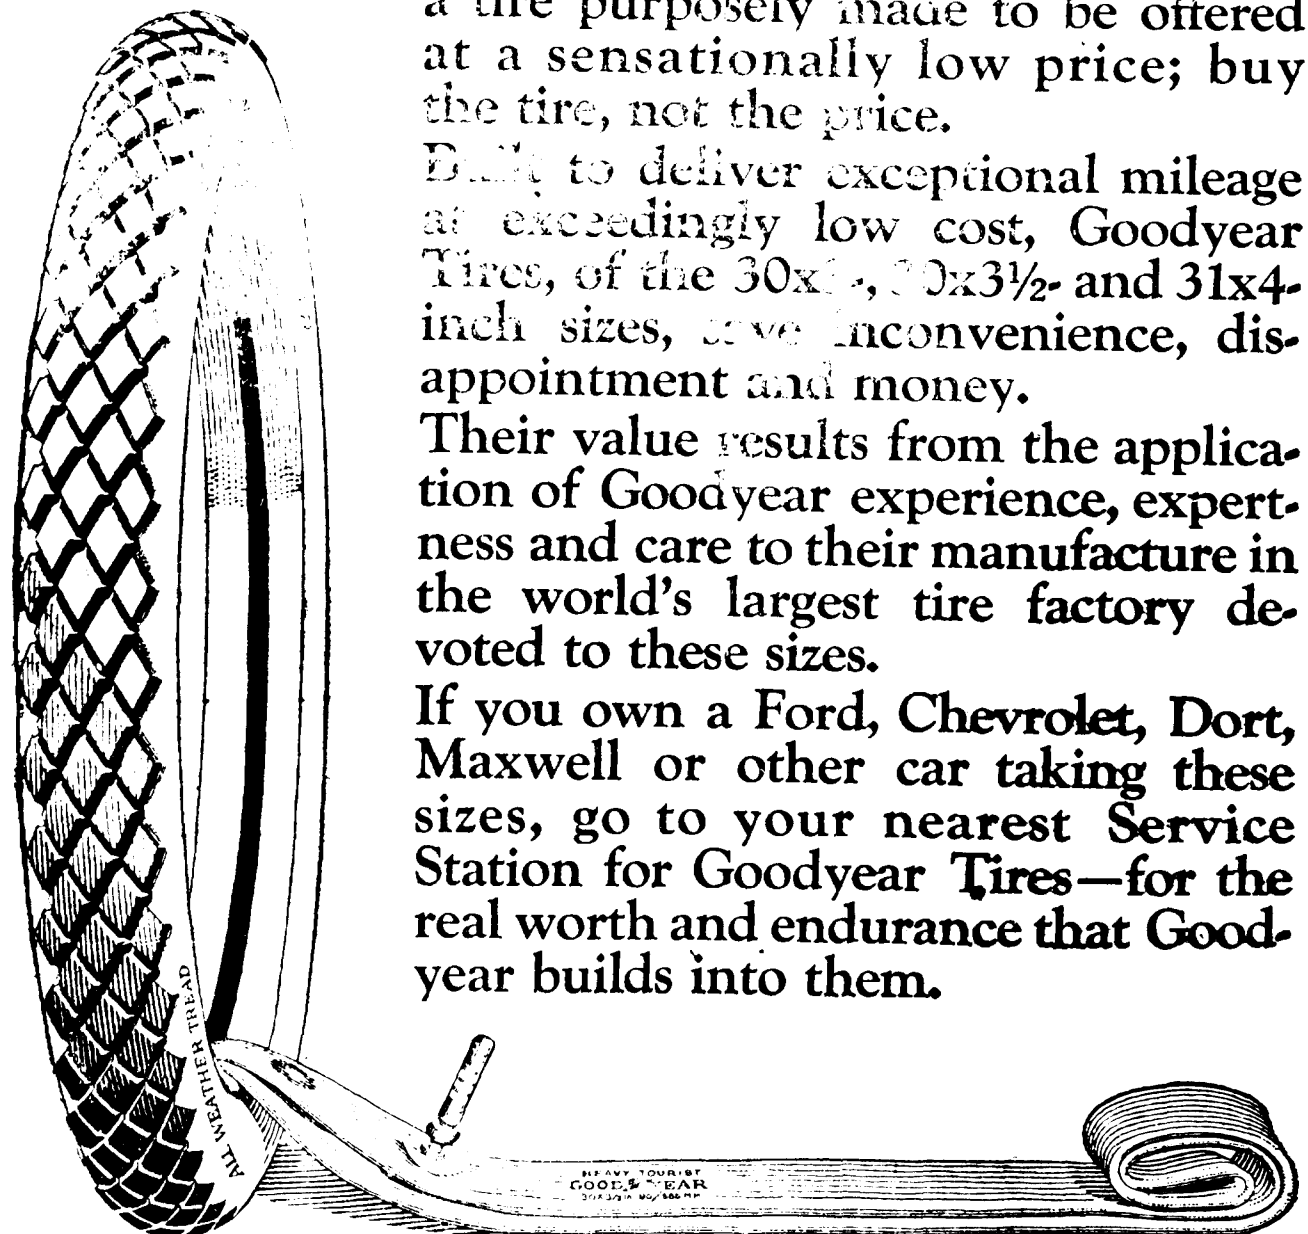 a tire purposely made to be offered
at a sensationally low price; buy
the tire, not the price.
Built to deliver exceptional mileage
at exceedingly low cost, Goodyear
Tires, of the 30x3½- and 31x4-
inch sizes, save inconvenience, dis-
appointment and money.
Their value results from the applica-
tion of Goodyear experience, expert-
ness and care to their manufacture in
the world's largest tire factory de-
voted to these sizes.
If you own a Ford, Chevrolet, Dort,
Maxwell or other car taking these
sizes, go to your nearest Service
Station for Goodyear Tires—for the
real worth and endurance that Good-
year builds into them.
ALL WEATHER TREAD
HEAVY TOURIST
GOODYEAR